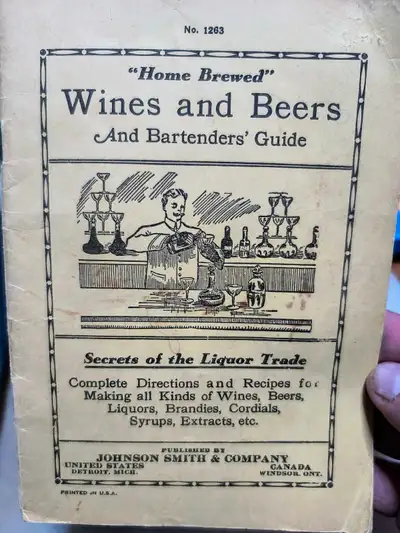 No. 1263
"Home Brewed"
Wines and Beers
And Bartenders' Guide
Secrets of the Liquor Trade
Complete Directions and Recipes for
Making all Kinds of Wines, Beers,
Liquors, Brandies, Cordials,
Syrups, Extracts, etc.
PUBLISHED BY
JOHNSON SMITH & COMPANY
UNITED STATES CANADA
DETROIT. MICH. WINDSOR. ONT.
PRINTED IN U.S.A.